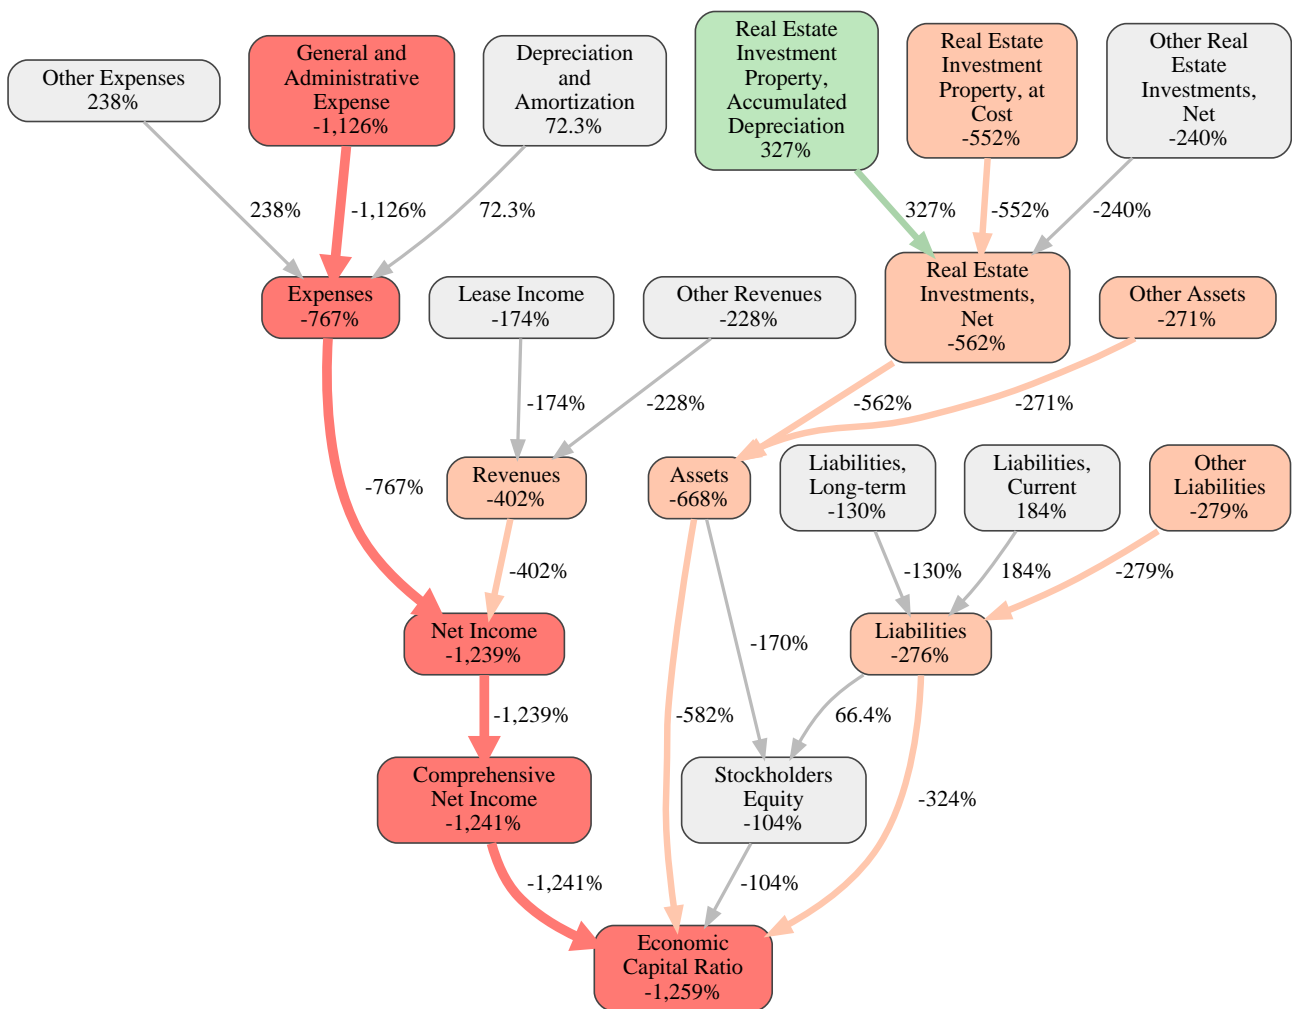 Other Expenses
238%
General and
Administrative
Expense
-1,126%
Depreciation
and
Amortization
72.3%
Real Estate
Investment
Property,
Accumulated
Depreciation
327%
Real Estate
Investment
Property, at
Cost
-552%
Other Real
Estate
Investments,
Net
-240%
238%
-1,126%
72.3%
327%
-552%
-240%
Expenses
-767%
Lease Income
-174%
Other Revenues
-228%
Real Estate
Investments,
Net
-562%
Other Assets
-271%
-174%
-228%
-562%
-271%
-767%
Revenues
-402%
Assets
-668%
Liabilities,
Long-term
-130%
Liabilities,
Current
184%
Other
Liabilities
-279%
-402%
-130%
184%
-279%
Net Income
-1,239%
-170%
Liabilities
-276%
-1,239%
-582%
66.4%
Comprehensive
Net Income
-1,241%
Stockholders
Equity
-104%
-324%
-1,241%
-104%
Economic
Capital Ratio
-1,259%